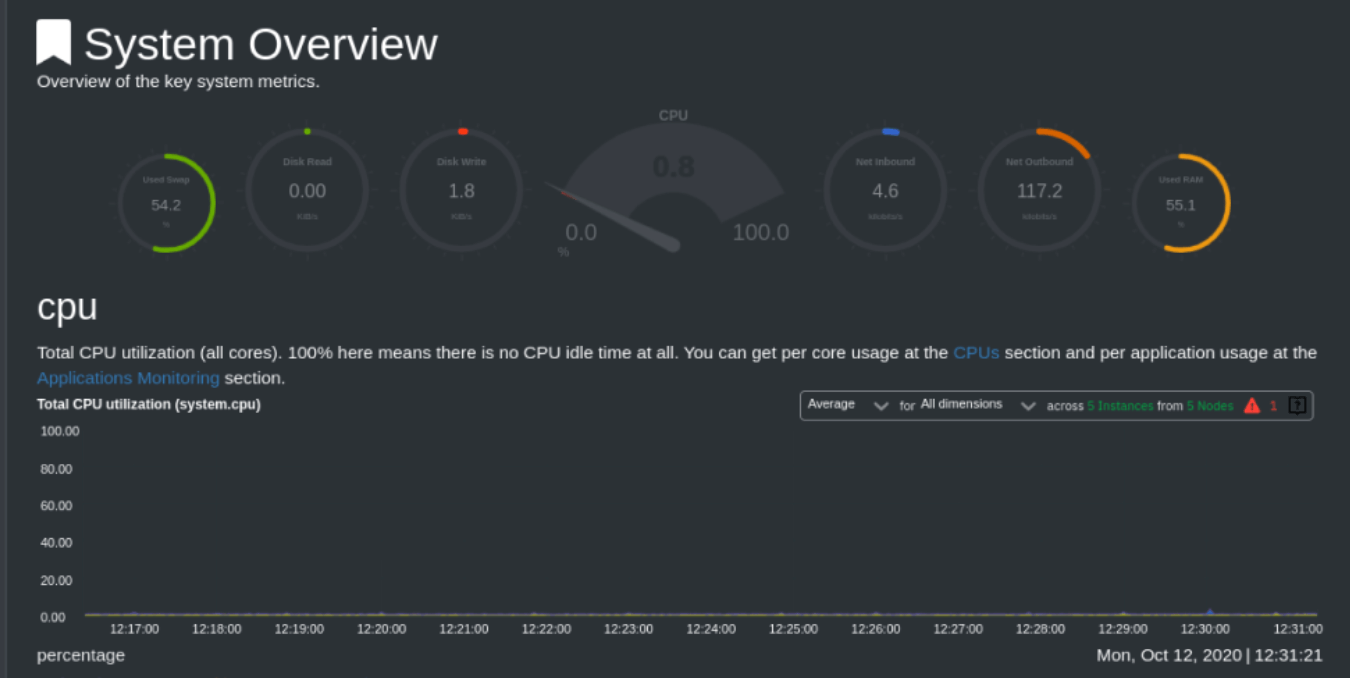 System Overview
Overview of the key system metrics.
CPU
Used Swap
54.2
%
Disk Read
0.00
KiB/s
Disk Write
1.8
KiB/s
0.8
0.0
100.0
%
Net Inbound
4.6
kilobits/s
Net Outbound
117.2
kilobits/s
Used RAM
55.1
%
cpu
Total CPU utilization (all cores). 100% here means there is no CPU idle time at all. You can get per core usage at the CPUs section and per application usage at the
Applications Monitoring section.
Total CPU utilization (system.cpu)
Average for All dimensions across 5 Instances from 5 Nodes 1 ?
100.00
80.00
60.00
40.00
20.00
0.00
12:17:00 12:18:00 12:19:00 12:20:00 12:21:00 12:22:00 12:23:00 12:24:00 12:25:00 12:26:00 12:27:00 12:28:00 12:29:00 12:30:00 12:31:00
percentage
Mon, Oct 12, 2020 | 12:31:21